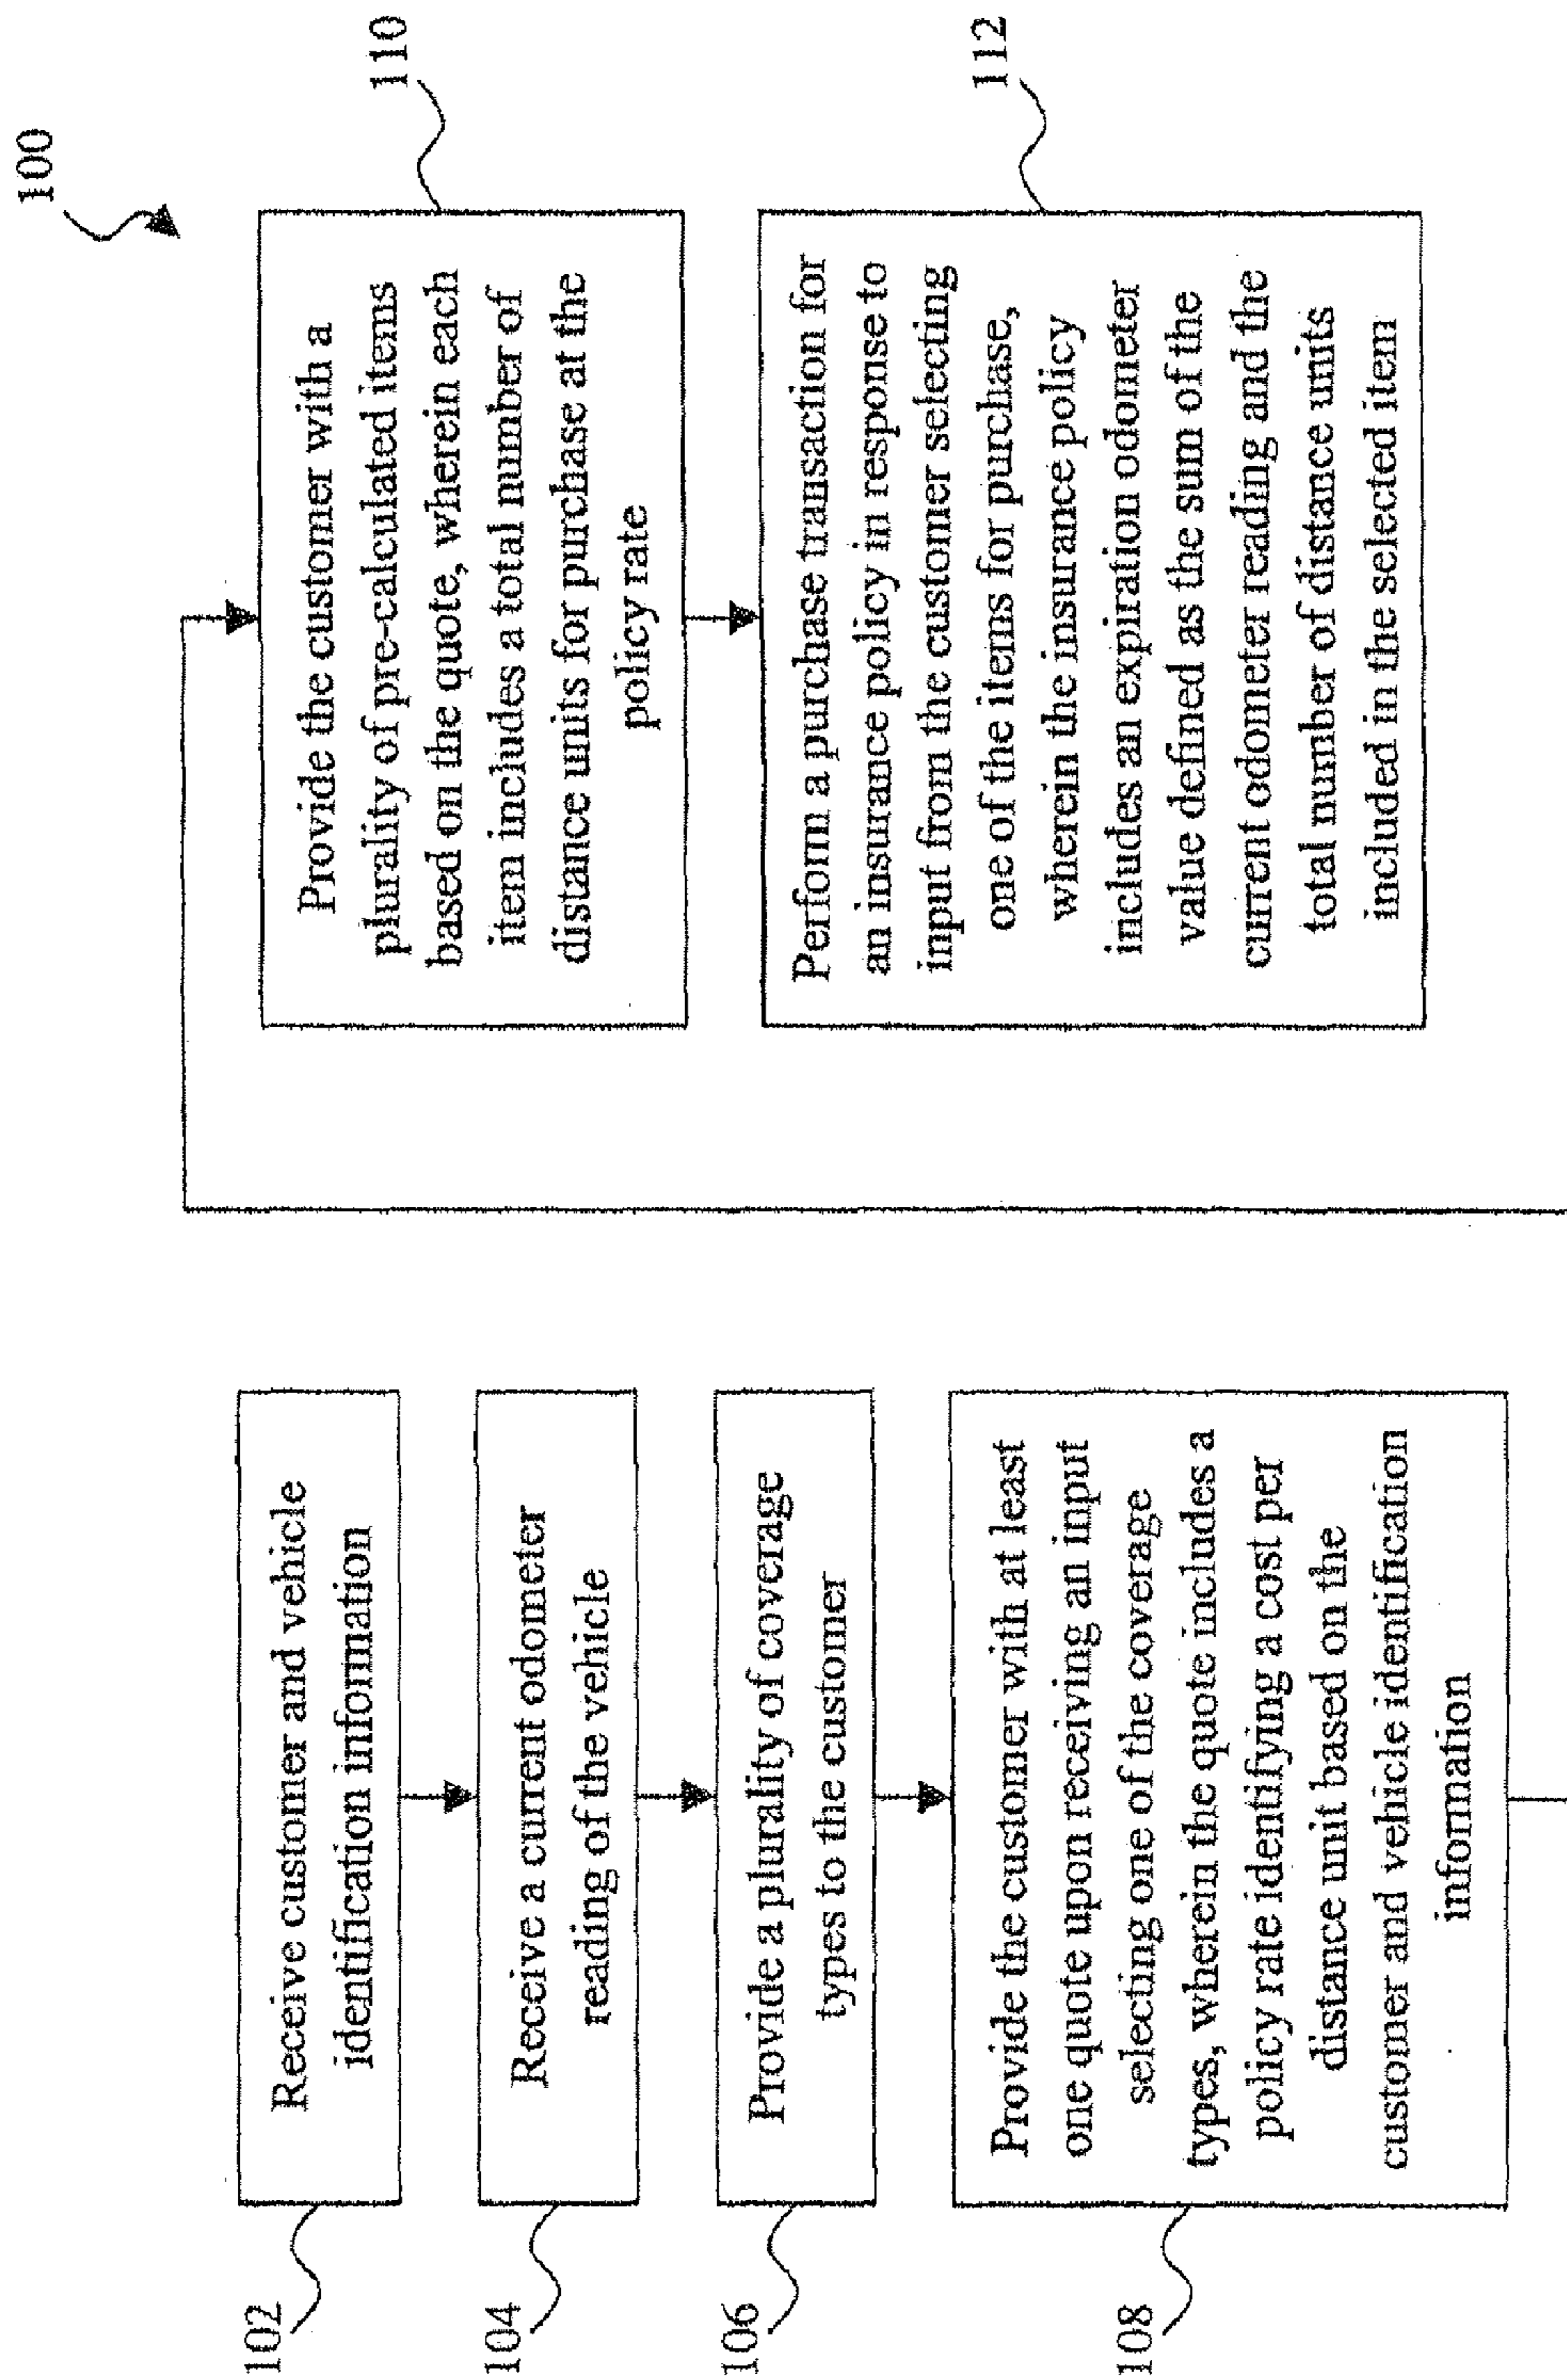 100
102
Receive customer and vehicle
identification information
104
Receive a current odometer
reading of the vehicle
106
Provide a plurality of coverage
types to the customer
108
Provide the customer with at least
one quote upon receiving an input
selecting one of the coverage
types, wherein the quote includes a
policy rate identifying a cost per
distance unit based on the
customer and vehicle identification
information
110
Provide the customer with a
plurality of pre-calculated items
based on the quote, wherein each
item includes a total number of
distance units for purchase at the
policy rate
112
Perform a purchase transaction for
an insurance policy in response to
input from the customer selecting
one of the items for purchase,
wherein the insurance policy
includes an expiration odometer
value defined as the sum of the
current odometer reading and the
total number of distance units
included in the selected item